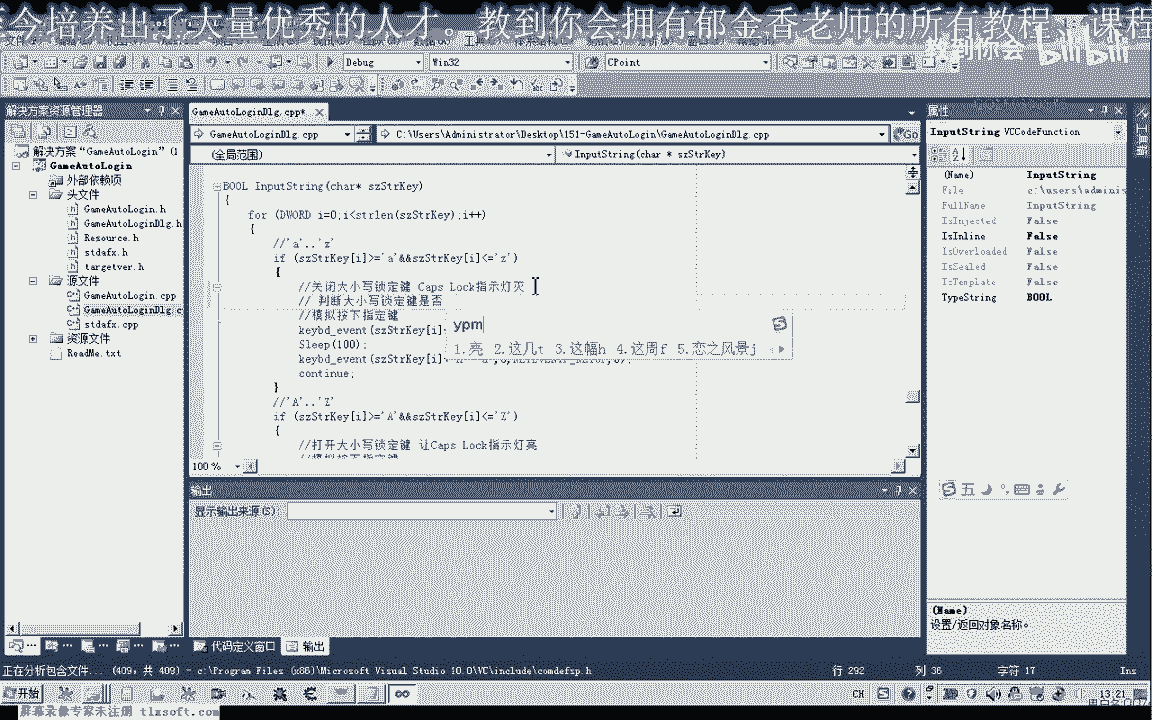 今培养出了大量优秀的人才。教到你会拥有郁金香老师的所有教程
课程
教到你会 bilibili
Debug
Win32
CPoint
解决方案资源管理器
GameAutoLoginDlg.cpp*
属性
GameAutoLoginDlg.cpp
C:\Users\Administrator\Desktop\151-GameAutoLogin\GameAutoLoginDlg.cpp
Go
InputString VCCodeFunction
工具箱
(全局范围)
InputString(char * szStrKey)
解决方案“GameAutoLogin” (1
GameAutoLogin
外部依赖项
头文件
GameAutoLogin.h
GameAutoLoginDlg.h
Resource.h
stdafx.h
targetver.h
源文件
GameAutoLogin.cpp
GameAutoLoginDlg.c
stdafx.cpp
资源文件
ReadMe.txt
BOOL InputString(char* szStrKey)
{
for (DWORD i=0;i<strlen(szStrKey);i++)
{
//'a'..'z'
if (szStrKey[i]>='a'&&szStrKey[i]<='z')
{
//关闭大小写锁定键 Caps Lock指示灯灭
// 判断大小写锁定键是否
//模拟按下指定键
keybd_event(szStrKey[i]
Sleep(100);
keybd_event(szStrKey[i]
continue;
}
//'A'..'Z'
if (szStrKey[i]>='A'&&szStrKey[i]<='Z')
{
//打开大小写锁定键 让Caps Lock指示灯亮
ypm
1.亮 2.这几t 3.这幅h 4.这周f 5.恋之风景j
(Name) InputString
File c:\users\adminis
FullName InputString
IsInjected False
IsInline False
IsOverloaded False
IsSealed False
IsTemplate False
TypeString BOOL
100 %
输出
显示输出来源(S):
五
(Name)
设置/返回对象名称。
代码定义窗口
输出
正在分析包含文件... (409, 共 409) - c:\Program Files (x86)\Microsoft Visual Studio 10.0\VC\include\comdefsp.h
行 292
列 36
字符 17
Ins
开始
CH
13:21
屏幕录像专家未注册 tlxsoft.com